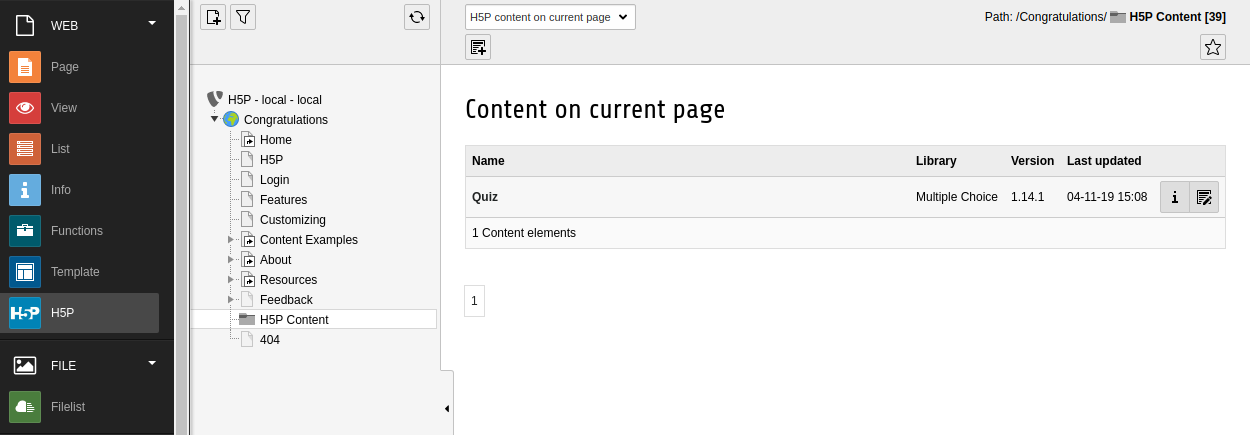 WEB
Page
View
List
Info
Functions
Template
H5P H5P
FILE
Filelist
H5P - local - local
Congratulations
Home
H5P
Login
Features
Customizing
Content Examples
About
Resources
Feedback
H5P Content
404
H5P content on current page
Path: /Congratulations/ H5P Content [39]
Content on current page
Name Library Version Last updated
Quiz Multiple Choice 1.14.1 04-11-19 15:08
1 Content elements
1